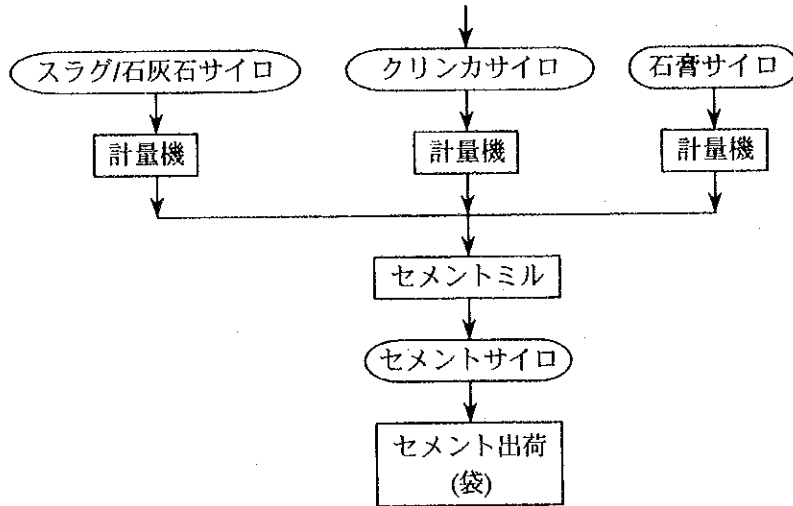 スラグ/石灰石サイロ
クリンカサイロ
石膏サイロ
計量機
計量機
計量機
セメントミル
セメントサイロ
セメント出荷
(袋)